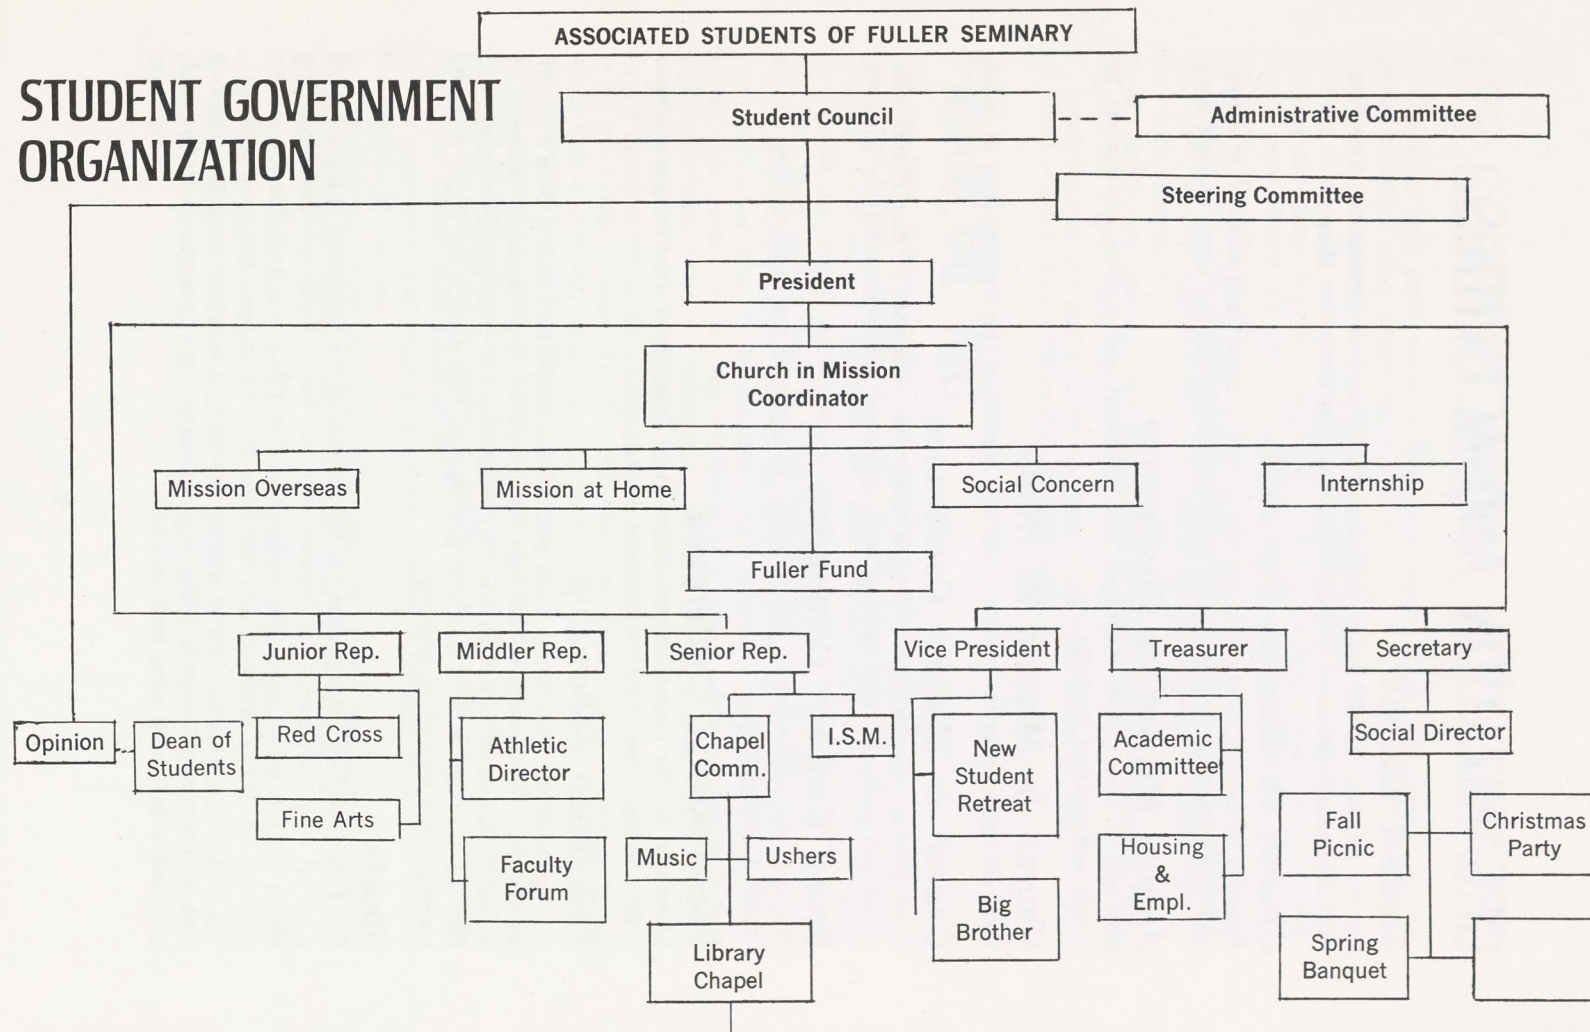 ASSOCIATED STUDENTS OF FULLER SEMINARY
STUDENT GOVERNMENT
ORGANIZATION
Student Council
Administrative Committee
Steering Committee
President
Church in Mission
Coordinator
Mission Overseas
Mission at Home
Social Concern
Internship
Fuller Fund
Junior Rep.
Middler Rep.
Senior Rep.
Vice President
Treasurer
Secretary
Opinion
Dean of
Students
Red Cross
Fine Arts
Athletic
Director
Faculty
Forum
Chapel
Comm.
I.S.M.
Music
Ushers
Library
Chapel
New
Student
Retreat
Big
Brother
Academic
Committee
Housing
&
Empl.
Social Director
Fall
Picnic
Christmas
Party
Spring
Banquet